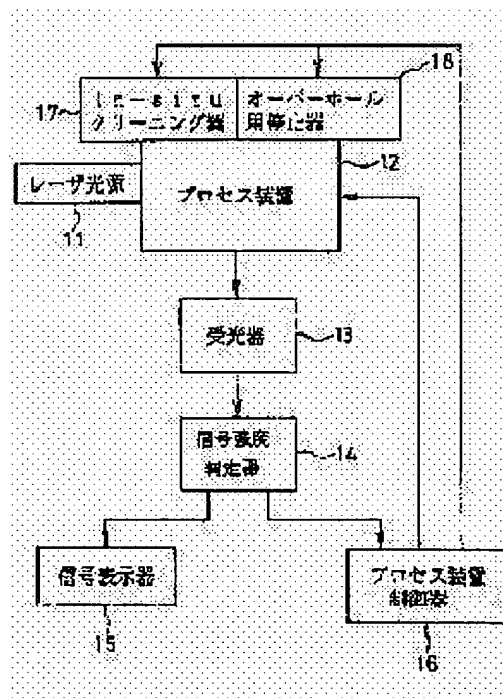 18
17
in-situ
クリーニング器
オーバーホール
用停止器
12
レーザ光源
プロセス装置
11
受光器
13
信号強度
判定器
14
信号表示器
プロセス装置
制御器
15
16